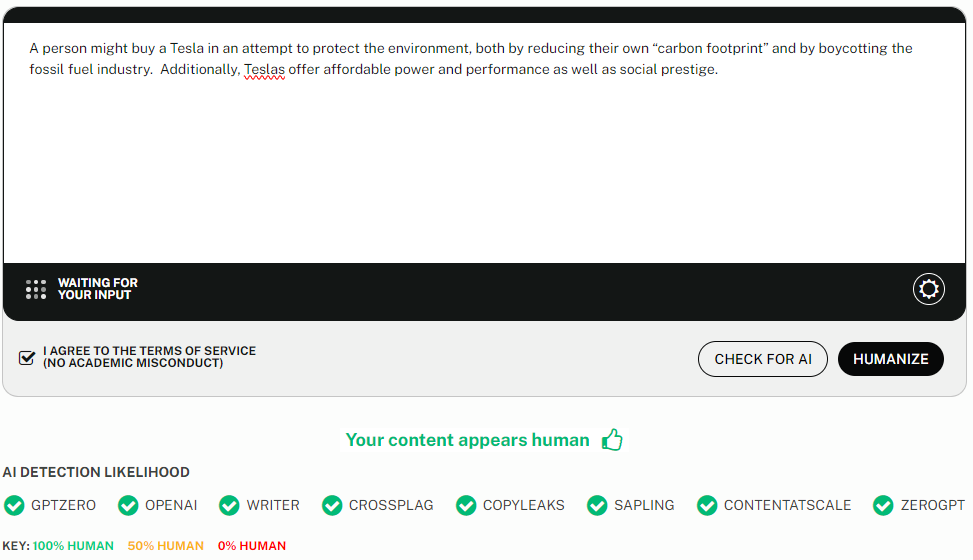 A person might buy a Tesla in an attempt to protect the environment, both by reducing their own “carbon footprint” and by boycotting the
fossil fuel industry.  Additionally, Teslas offer affordable power and performance as well as social prestige.
WAITING FOR
YOUR INPUT
I AGREE TO THE TERMS OF SERVICE
(NO ACADEMIC MISCONDUCT)
CHECK FOR AI
HUMANIZE
Your content appears human
AI DETECTION LIKELIHOOD
GPTZERO OPENAI WRITER CROSSPLAG COPYLEAKS SAPLING CONTENTATSCALE ZEROGPT
KEY: 100% HUMAN 50% HUMAN 0% HUMAN